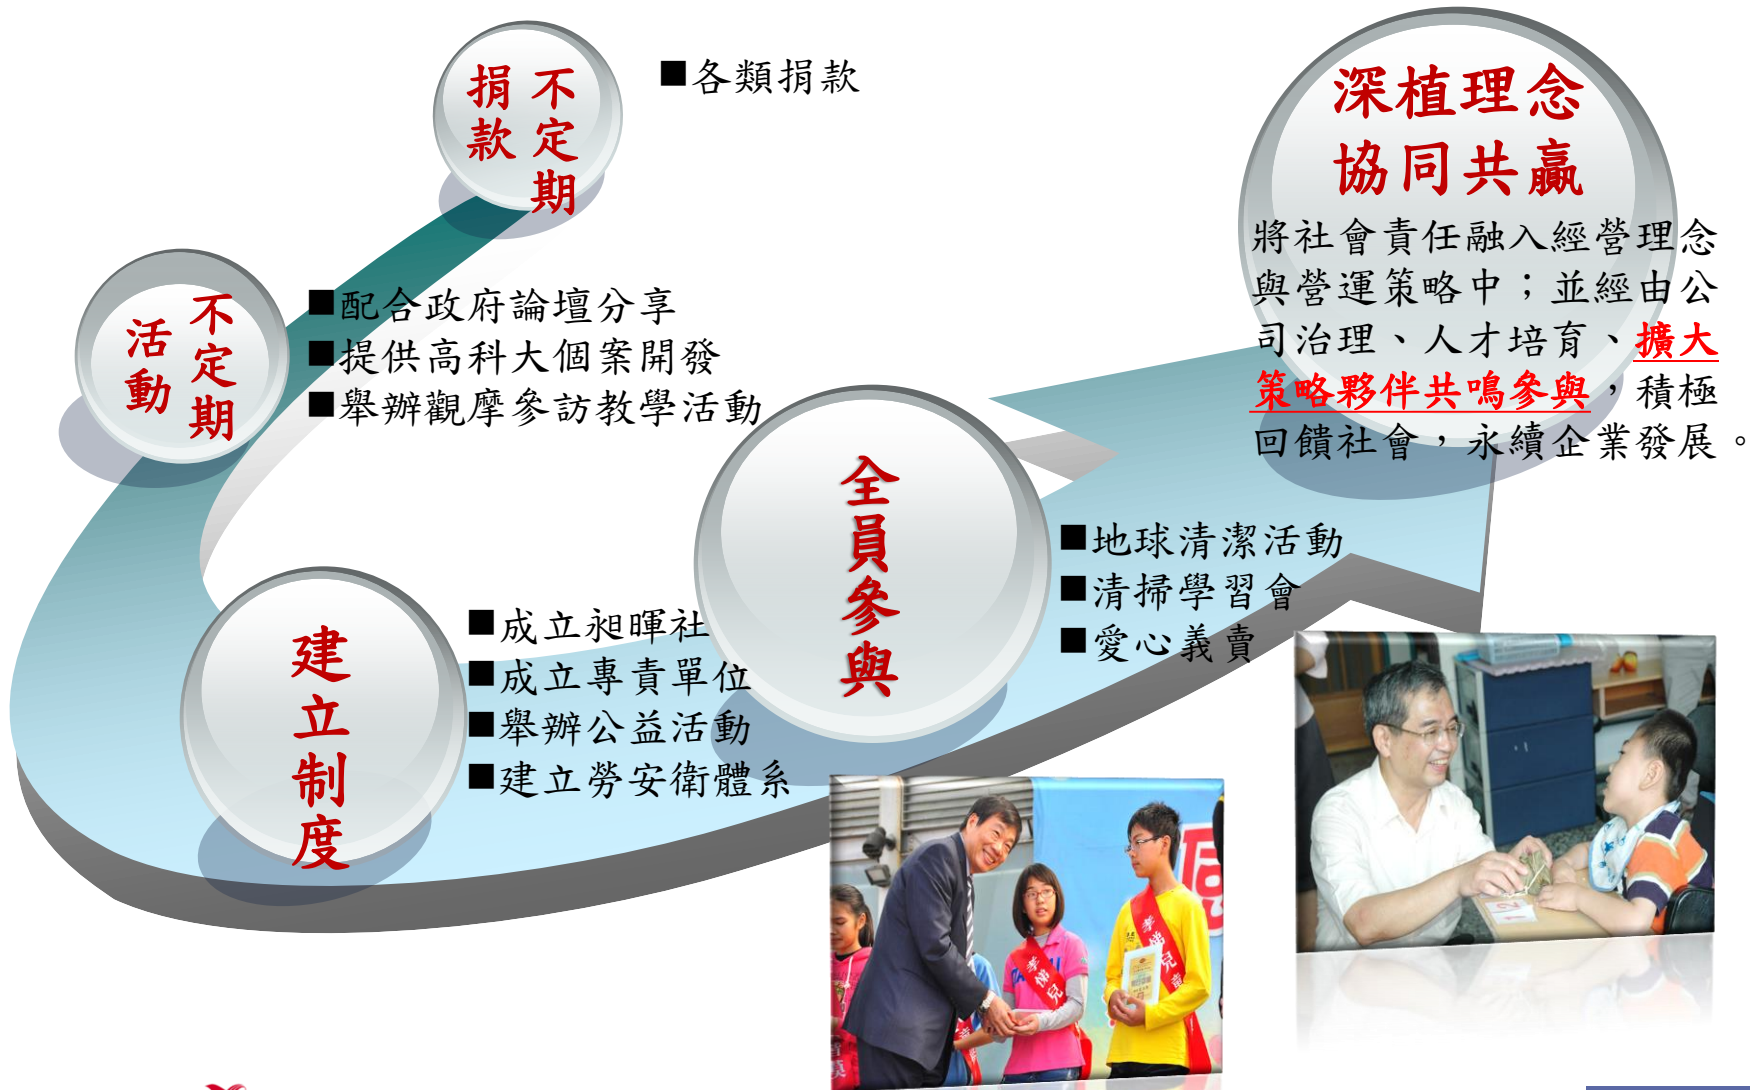 不定期
捐款
■各類捐款
不定期
活動
■配合政府論壇分享
■提供高科大個案開發
■舉辦觀摩參訪教學活動
建立制度
■成立昶暉社
■成立專責單位
■舉辦公益活動
■建立勞安衛體系
全員參與
■地球清潔活動
■清掃學習會
■愛心義賣
深植理念
協同共贏
將社會責任融入經營理念
與營運策略中；並經由公
司治理、人才培育、擴大
策略夥伴共鳴參與，積極
回饋社會，永續企業發展。
孝悌兒
孝悌兒童